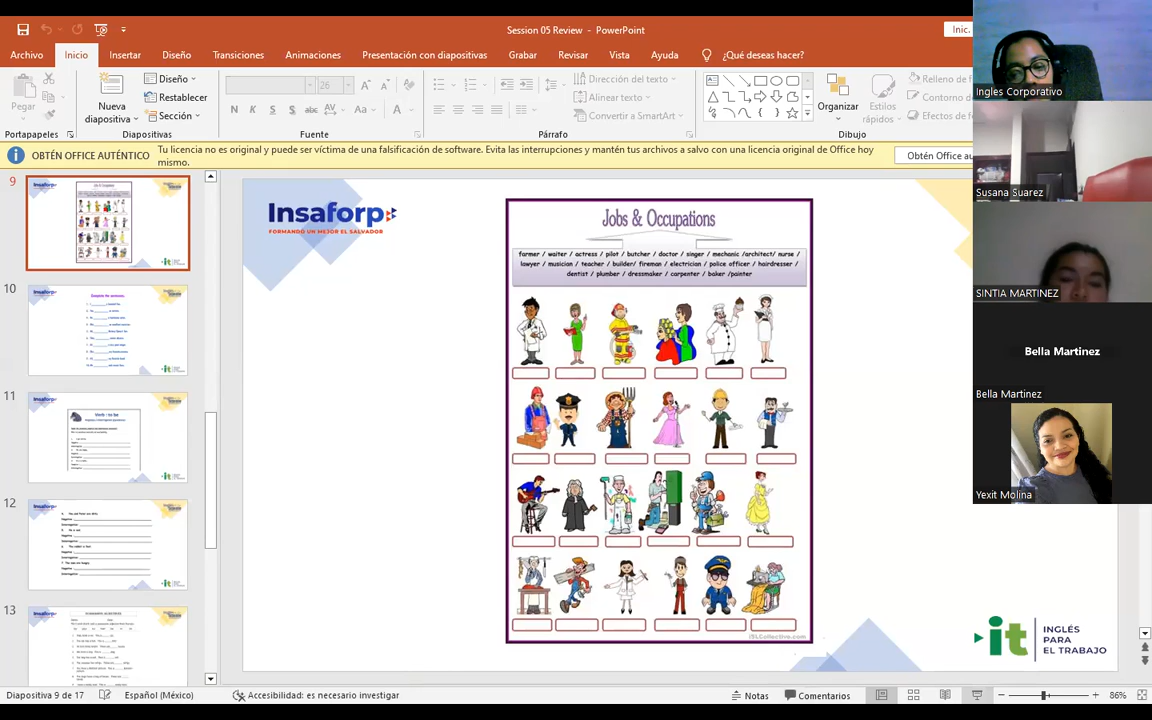 Session 05 Review - PowerPoint
Inic.
Archivo Inicio Insertar Diseño Transiciones Animaciones Presentación con diapositivas Grabar Revisar Vista Ayuda ¿Qué deseas hacer?
Pegar
Nueva diapositiva
Diseño
Restablecer
Sección
26
N K S S abc AV Aa A
Dirección del texto
Alinear texto
Convertir a SmartArt
Organizar
Estilos rápidos
Relleno de
Contorno d
Efectos de
Portapapeles Diapositivas Fuente Párrafo Dibujo
OBTÉN OFFICE AUTÉNTICO
Tu licencia no es original y puede ser víctima de una falsificación de software. Evita las interrupciones y mantén tus archivos a salvo con una licencia original de Office hoy
mismo.
Obtén Office au
9
10
11
12
13
Insaforp
FORMANDO UN MEJOR EL SALVADOR
Jobs & Occupations
farmer / waiter / actress / pilot / butcher / doctor / singer / mechanic /architect/ nurse /
lawyer / musician / teacher / builder/ fireman / electrician / police officer / hairdresser /
dentist / plumber / dressmaker / carpenter / baker /painter
iSLCollective.com
it
INGLÉS
PARA
EL TRABAJO
Ingles Corporativo
Susana Suarez
SINTIA MARTINEZ
Bella Martinez
Bella Martinez
Yexit Molina
Diapositiva 9 de 17 Español (México) Accesibilidad: es necesario investigar Notas Comentarios 86%